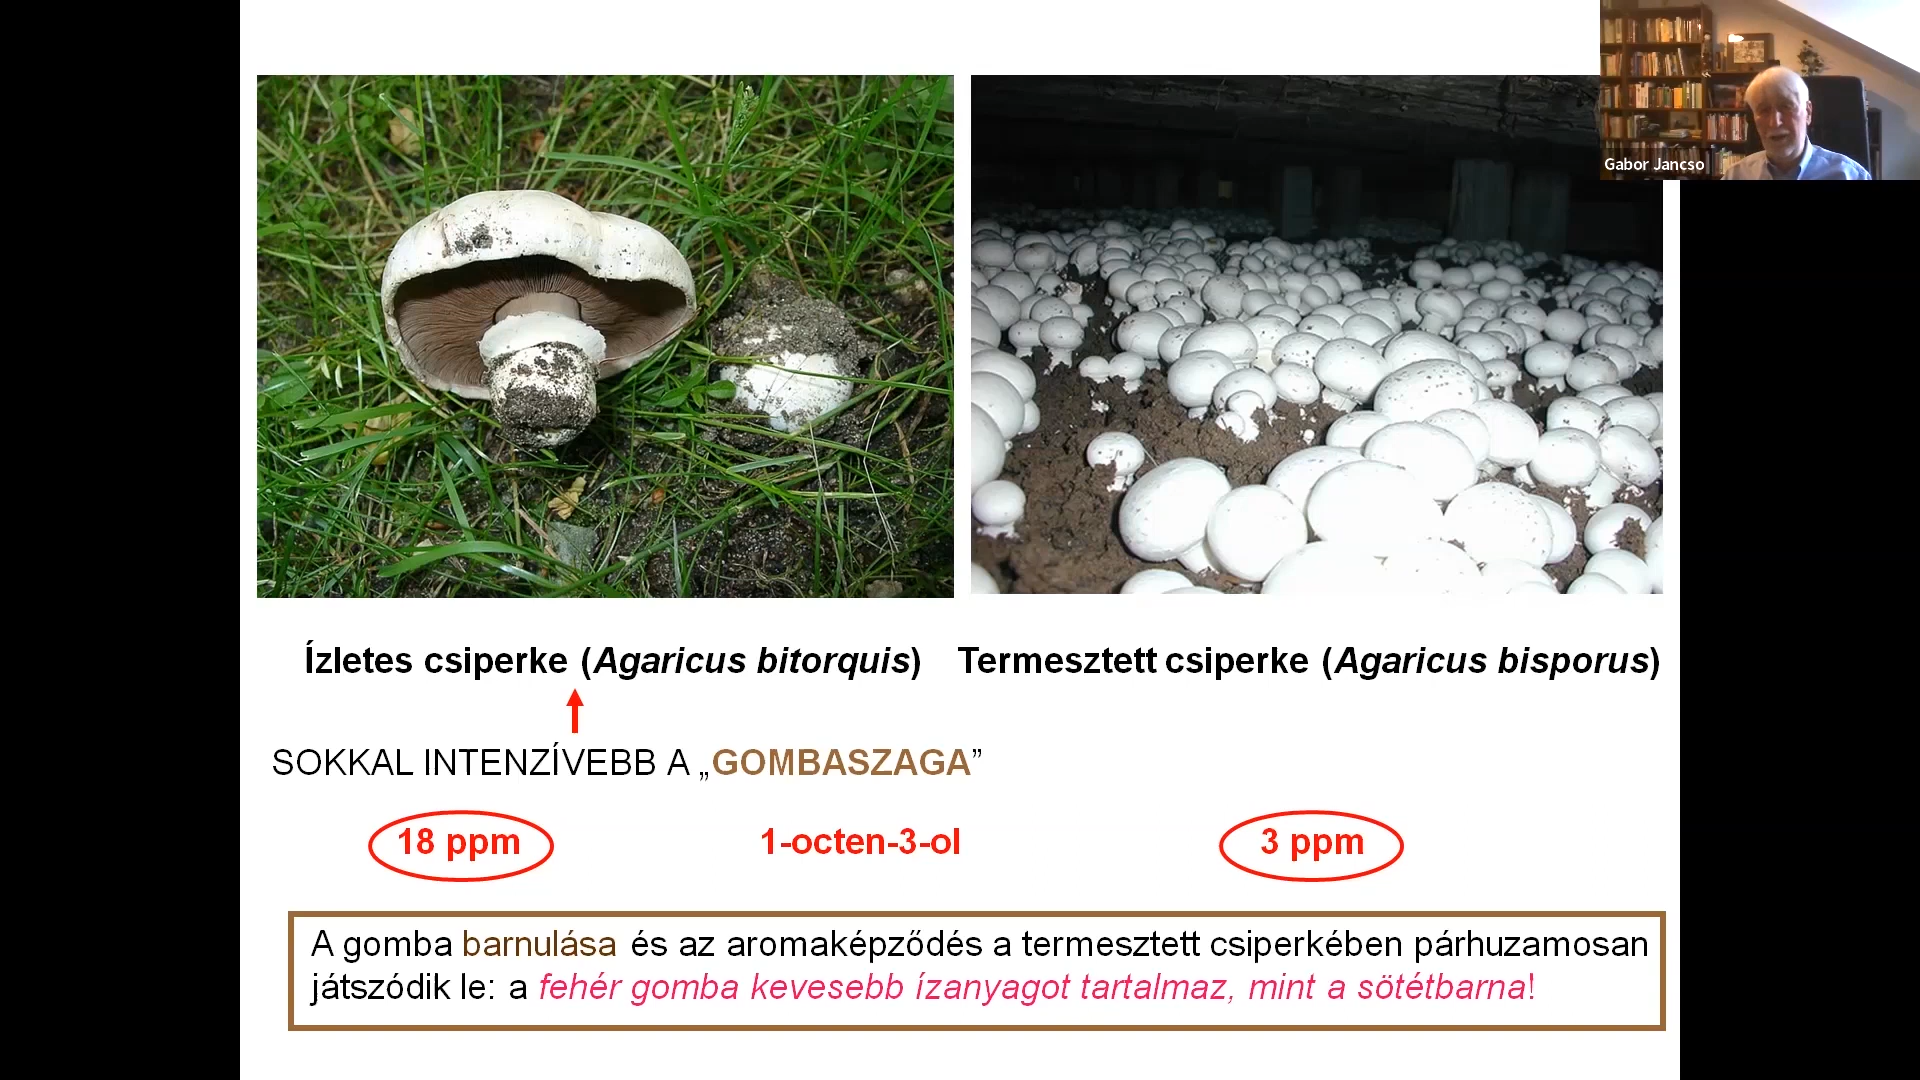 Gabor Jancso
Ízletes csiperke (Agaricus bitorquis)
Termesztett csiperke (Agaricus bisporus)
SOKKAL INTENZÍVEBB A „GOMBASZAGA”
18 ppm
1-octen-3-ol
3 ppm
A gomba barnulása és az aromaképződés a termesztett csiperkében párhuzamosan
játszódik le: a fehér gomba kevesebb ízanyagot tartalmaz, mint a sötétbarna!